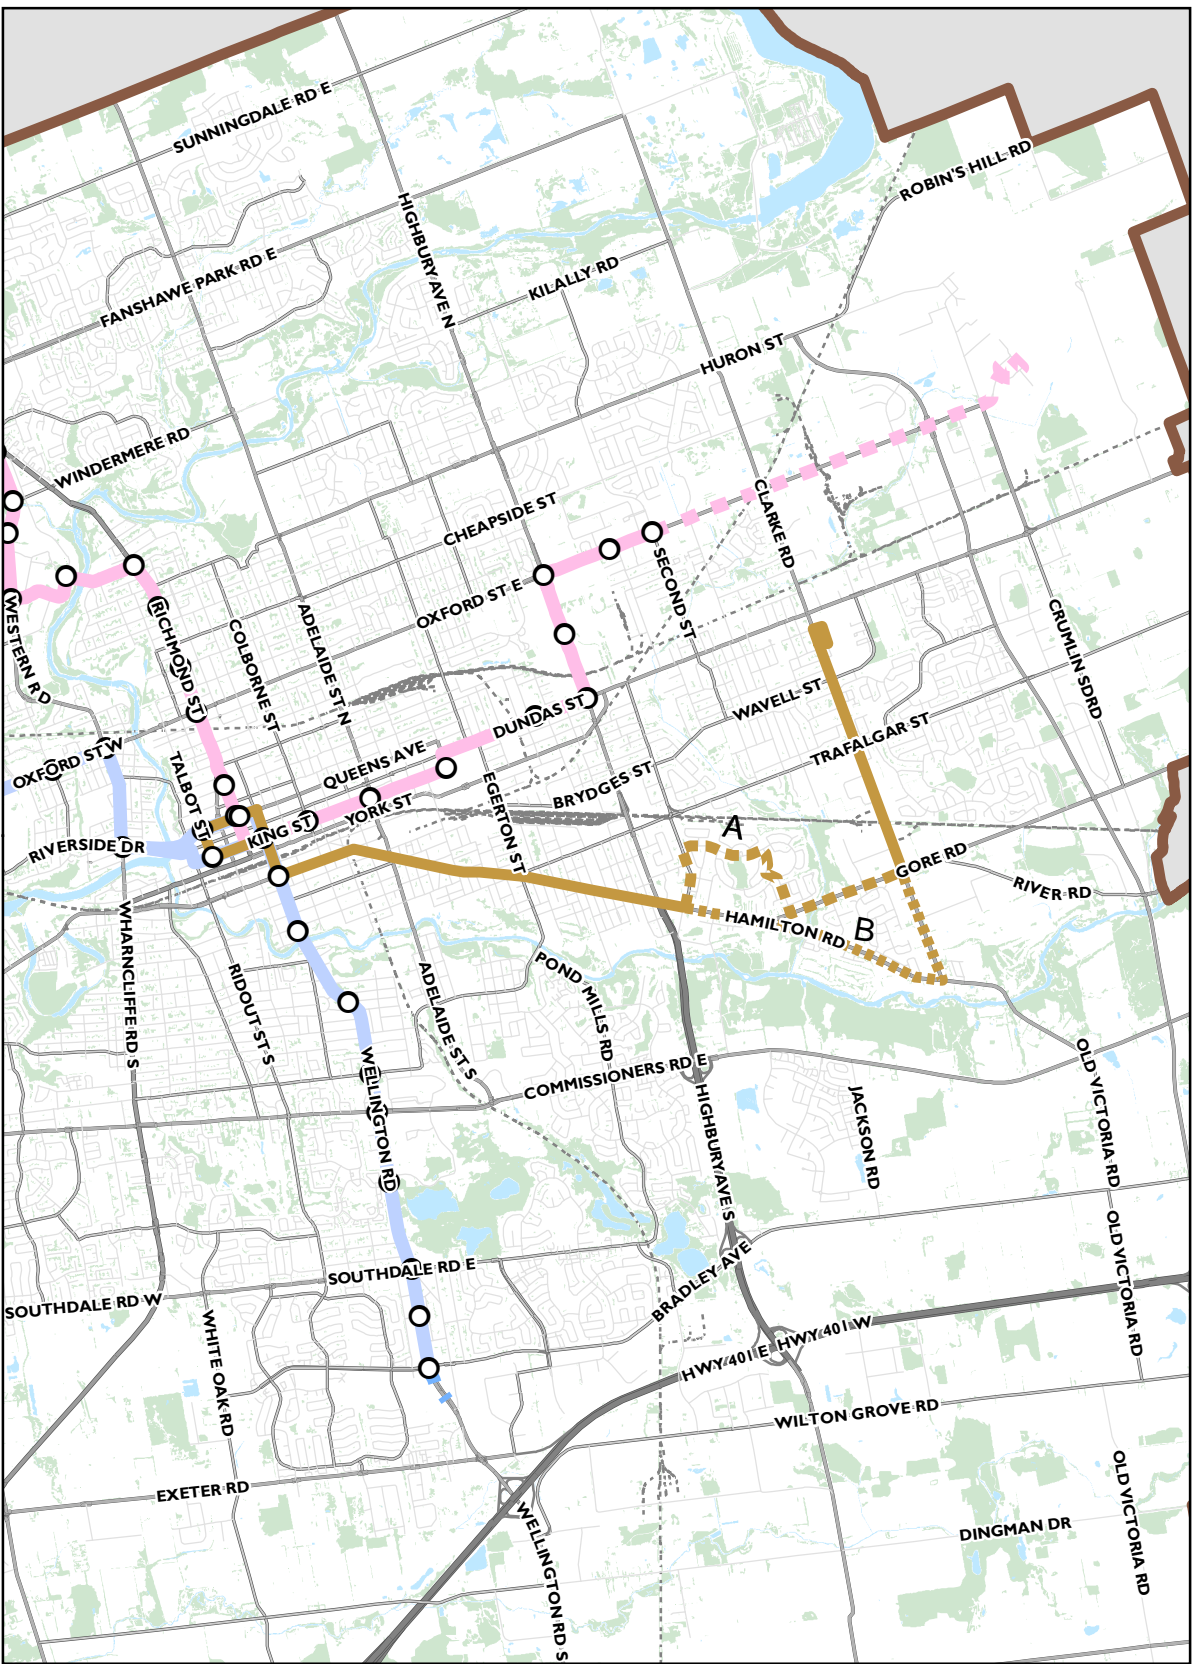 SUNNINGDALE RD E
ROBIN'S HILL RD
HIGHBURY AVE N
FANSHAWE PARK RD E
KILALLY RD
HURON ST
WINDERMERE RD
CHEAPSIDE ST
CLARKE RD
SECOND ST
OXFORD ST E
WESTERN RD
RICHMOND ST
COLBORNE ST
ADELAIDE ST N
CRUMLIN SDRD
WAVELL ST
DUNDAS ST
TRAFALGAR ST
OXFORD ST W
TALBOT ST
QUEENS AVE
EGERTON ST
BRYDGES ST
YORK ST
KING ST
A
RIVERSIDE DR
GORE RD
RIVER RD
HAMILTON RD
B
WHARNCLIFFE RD S
RIDOUT ST S
ADELAIDE ST S
POND MILLS RD
COMMISSIONERS RD E
OLD VICTORIA RD
WELLINGTON RD
HIGHBURY AVE S
JACKSON RD
OLD VICTORIA RD
SOUTHDALE RD E
BRADLEY AVE
SOUTHDALE RD W
WHITE OAK RD
HWY 401 E
HWY 401 W
WILTON GROVE RD
EXETER RD
OLD VICTORIA RD
WELLINGTON RD S
DINGMAN DR